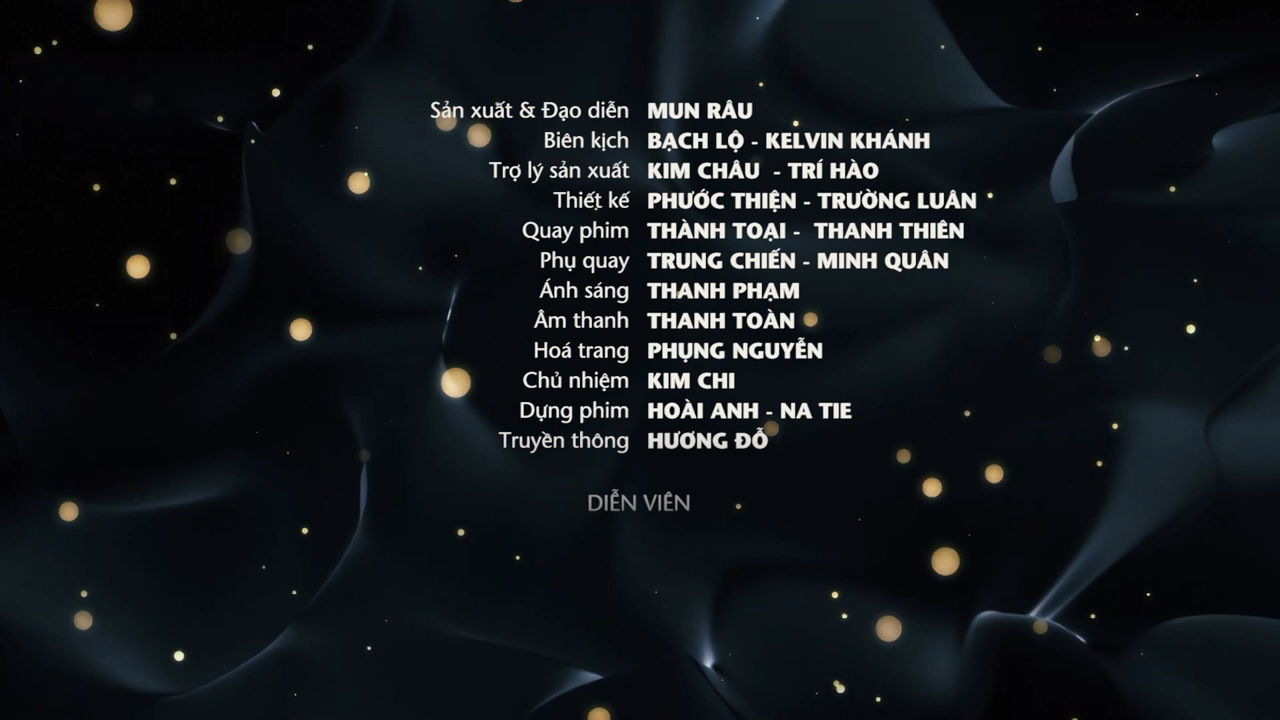 Sản xuất & Đạo diễn MUN RÂU
Biên kịch BẠCH LỘ - KELVIN KHÁNH
Trợ lý sản xuất KIM CHÂU - TRÍ HÀO
Thiết kế PHƯỚC THIỆN - TRƯỜNG LUÂN
Quay phim THÀNH TOẠI - THANH THIÊN
Phụ quay TRUNG CHIẾN - MINH QUÂN
Ánh sáng THANH PHẠM
Âm thanh THANH TOÀN
Hoá trang PHỤNG NGUYỄN
Chủ nhiệm KIM CHI
Dựng phim HOÀI ANH - NA TIE
Truyền thông HƯƠNG ĐỖ
DIỄN VIÊN